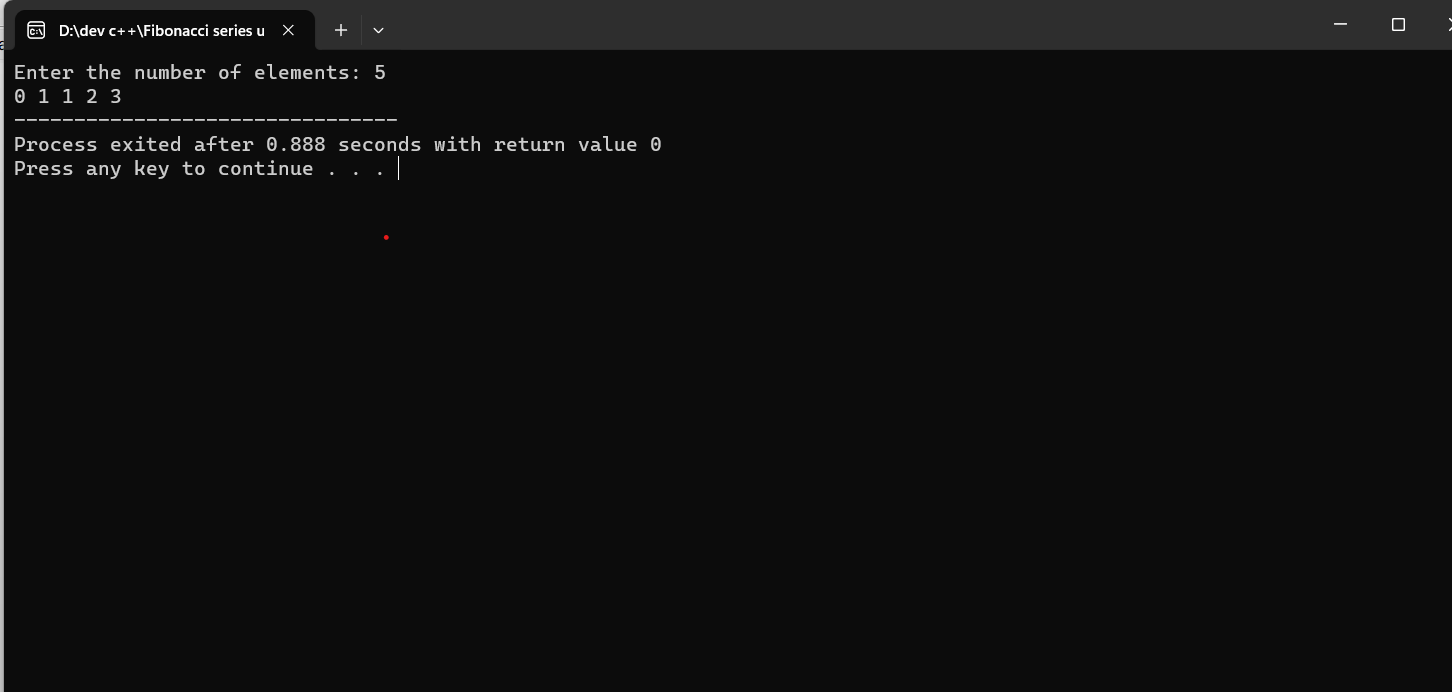 D:\dev c++\Fibonacci series u
Enter the number of elements: 5
0 1 1 2 3
--------------------------------
Process exited after 0.888 seconds with return value 0
Press any key to continue . . .